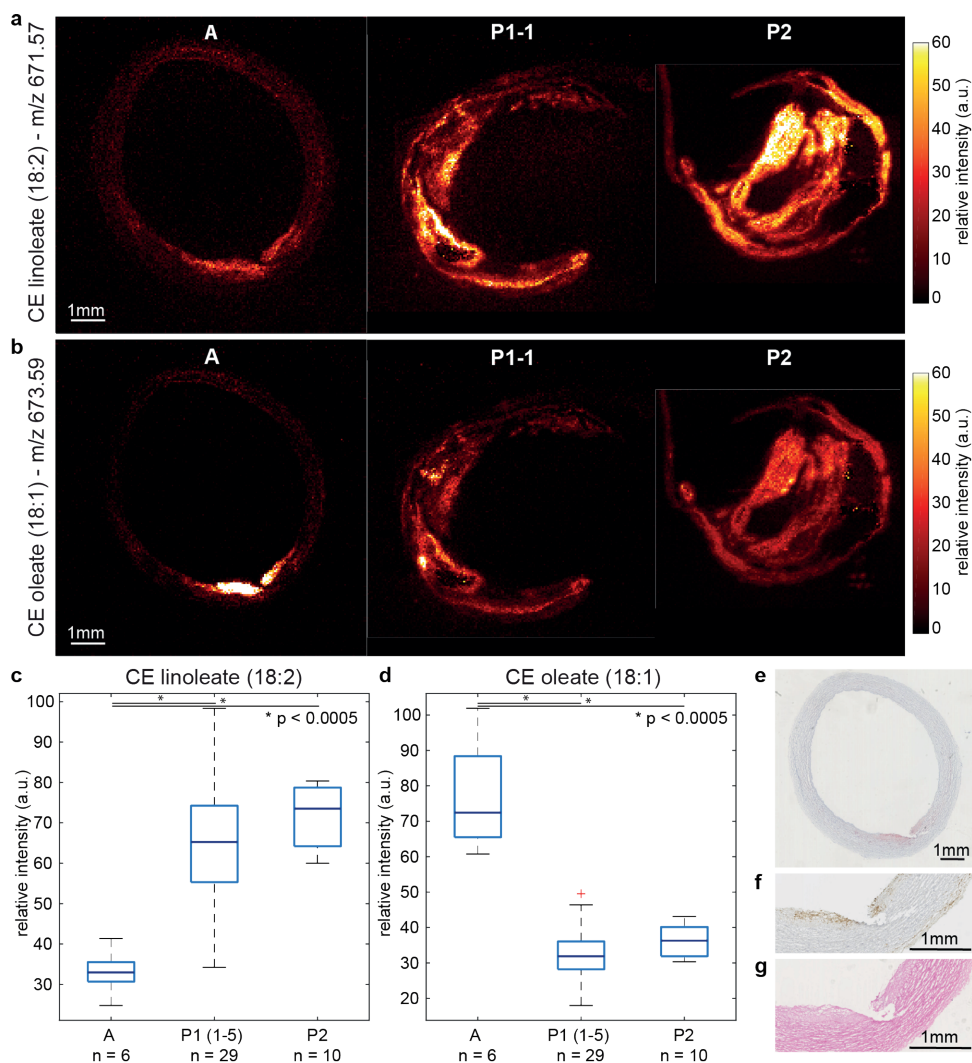 a
CE linoleate (18:2) - m/z 671.57
A
P1-1
P2
1mm
60
50
40
30
20
10
0
relative intensity (a.u.)
b
CE oleate (18:1) - m/z 673.59
A
P1-1
P2
1mm
60
50
40
30
20
10
0
relative intensity (a.u.)
c
CE linoleate (18:2)
* *
* p < 0.0005
relative intensity (a.u.)
100
90
80
70
60
50
40
30
A P1 (1-5) P2
n = 6 n = 29 n = 10
d
CE oleate (18:1)
* *
* p < 0.0005
relative intensity (a.u.)
100
90
80
70
60
50
40
30
20
A P1 (1-5) P2
n = 6 n = 29 n = 10
e
1mm
f
1mm
g
1mm